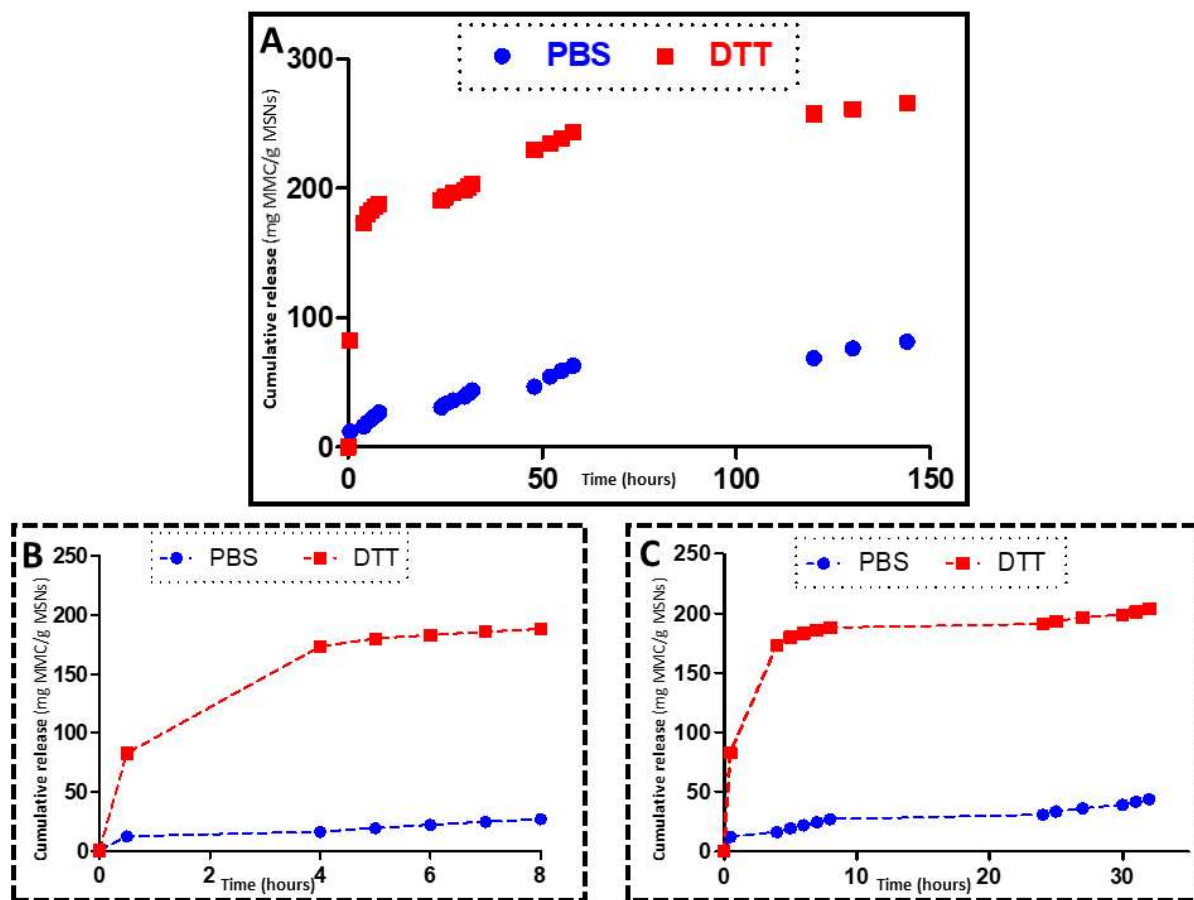 A
PBS DTT
Cumulative release (mg MMC/g MSNs)
300
200
100
0
0 50 100 150
Time (hours)
B
PBS DTT
Cumulative release (mg MMC/g MSNs)
250
200
150
100
50
0
0 2 4 6 8
Time (hours)
C
PBS DTT
Cumulative release (mg MMC/g MSNs)
250
200
150
100
50
0
0 10 20 30
Time (hours)